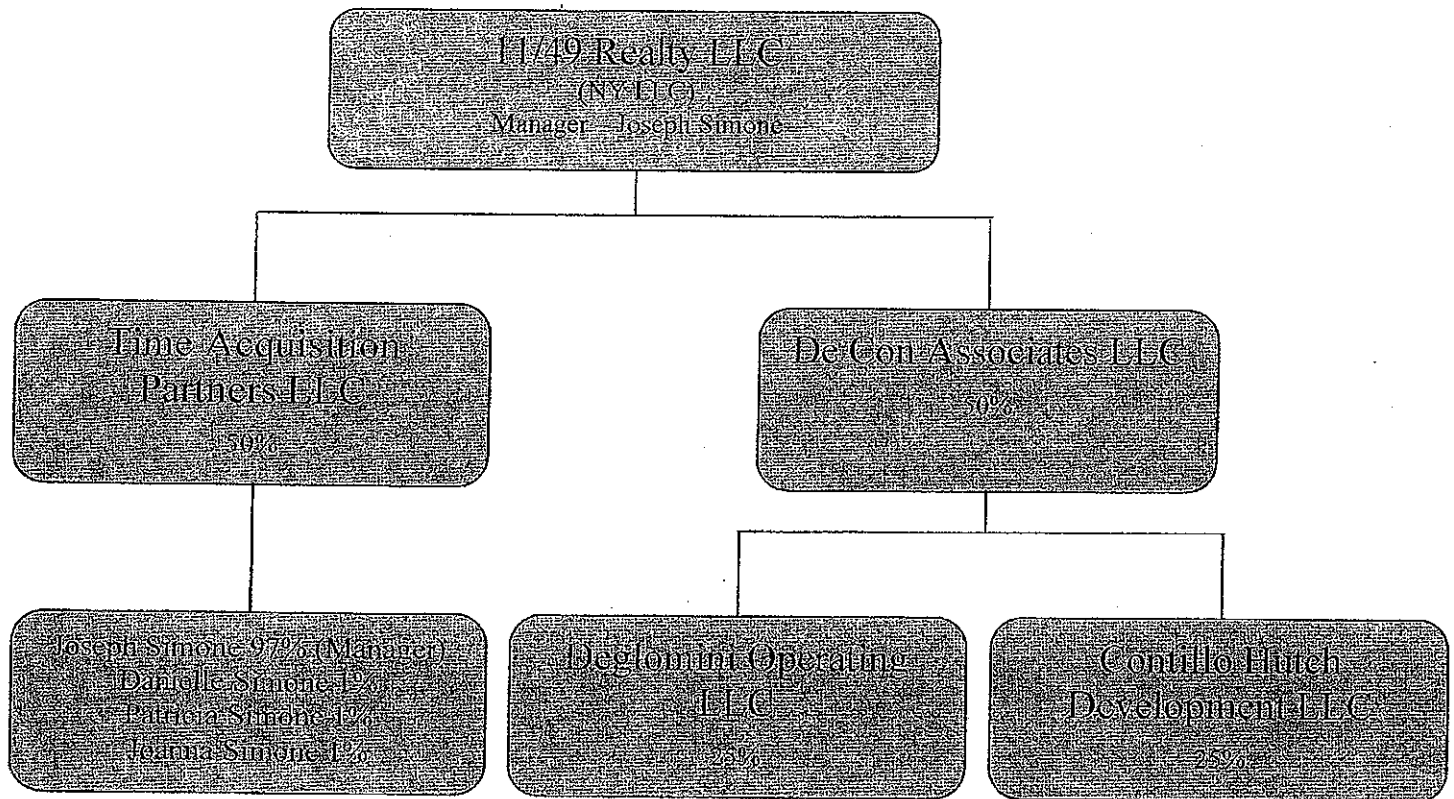 11/49 Realty LLC
(NY LLC)
Manager - Joseph Simone
Time Acquisition
Partners LLC
50%
De Con Associates LLC
50%
Joseph Simone 97% (Manager)
Danielle Simone 1%
Patricia Simone 1%
Joanna Simone 1%
Deglomini Operating
LLC
25%
Contillo Hutch
Development LLC
25%